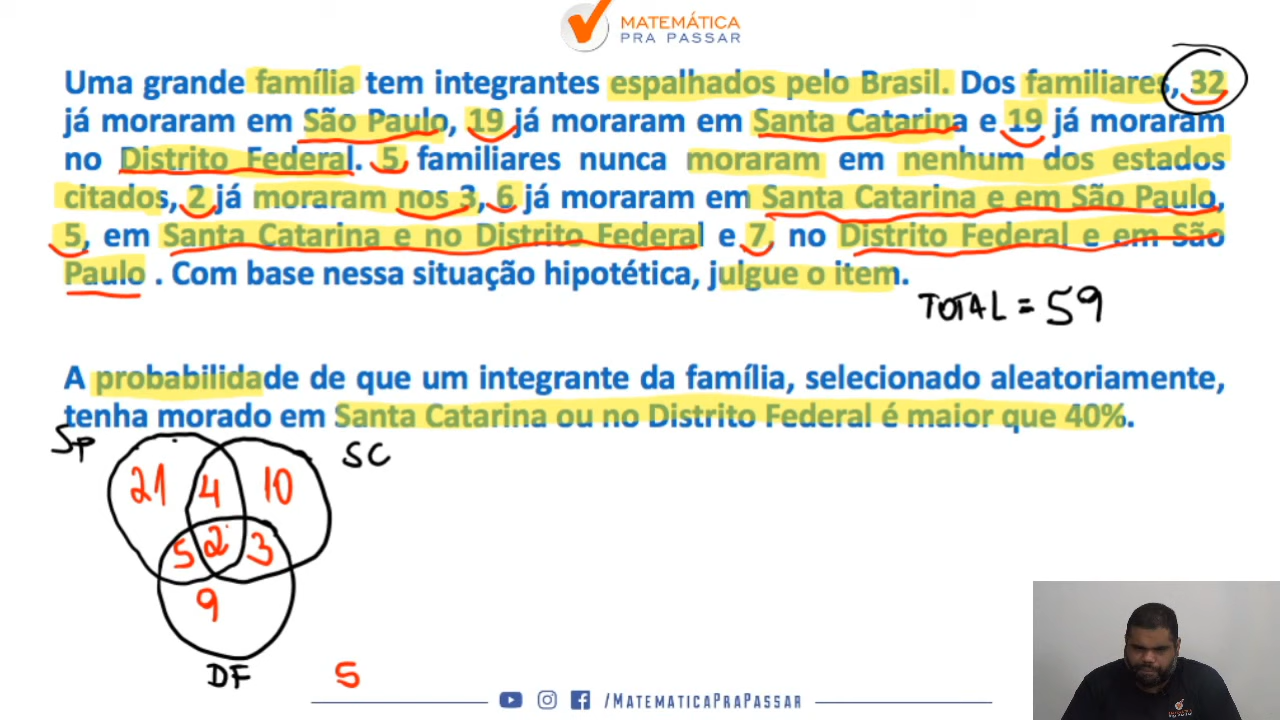 MATEMÁTICA
PRA PASSAR
Uma grande família tem integrantes espalhados pelo Brasil. Dos familiares, 32
já moraram em São Paulo, 19 já moraram em Santa Catarina e 19 já moraram
no Distrito Federal. 5 familiares nunca moraram em nenhum dos estados
citados, 2 já moraram nos 3, 6 já moraram em Santa Catarina e em São Paulo,
5, em Santa Catarina e no Distrito Federal e 7, no Distrito Federal e em São
Paulo . Com base nessa situação hipotética, julgue o item.
TOTAL = 59
A probabilidade de que um integrante da família, selecionado aleatoriamente,
tenha morado em Santa Catarina ou no Distrito Federal é maior que 40%.
SP
SC
21 4 10
5 2 3
9
DF 5
/MATEMATICAPRAPASSAR